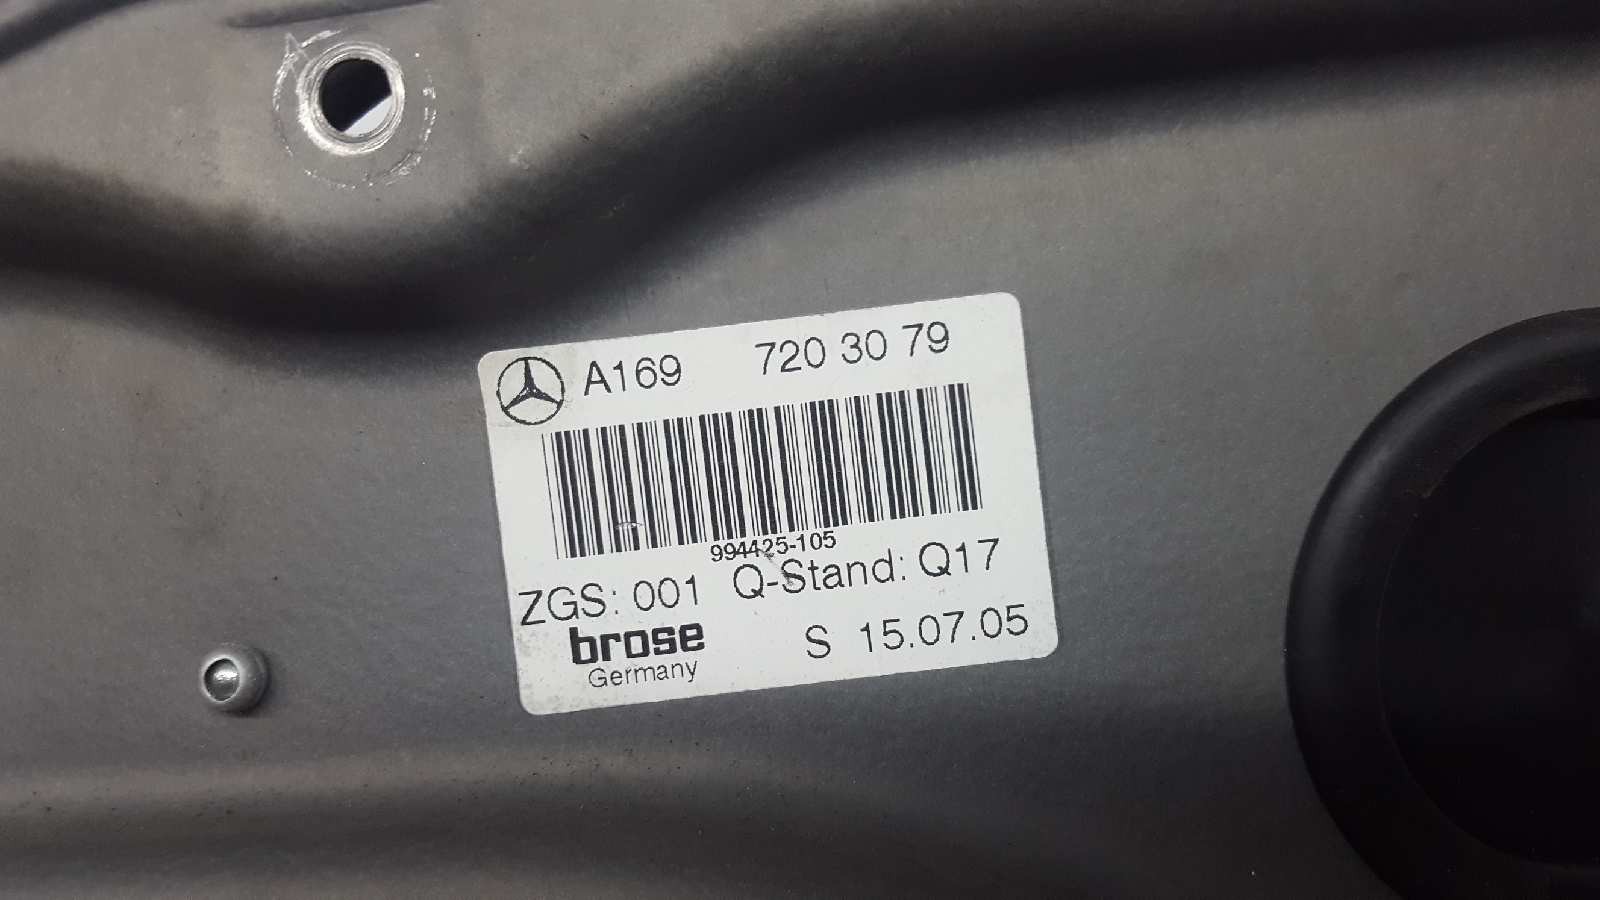 A169 720 30 79
994425-105
ZGS: 001 Q-Stand: Q17
brose S 15.07.05
Germany